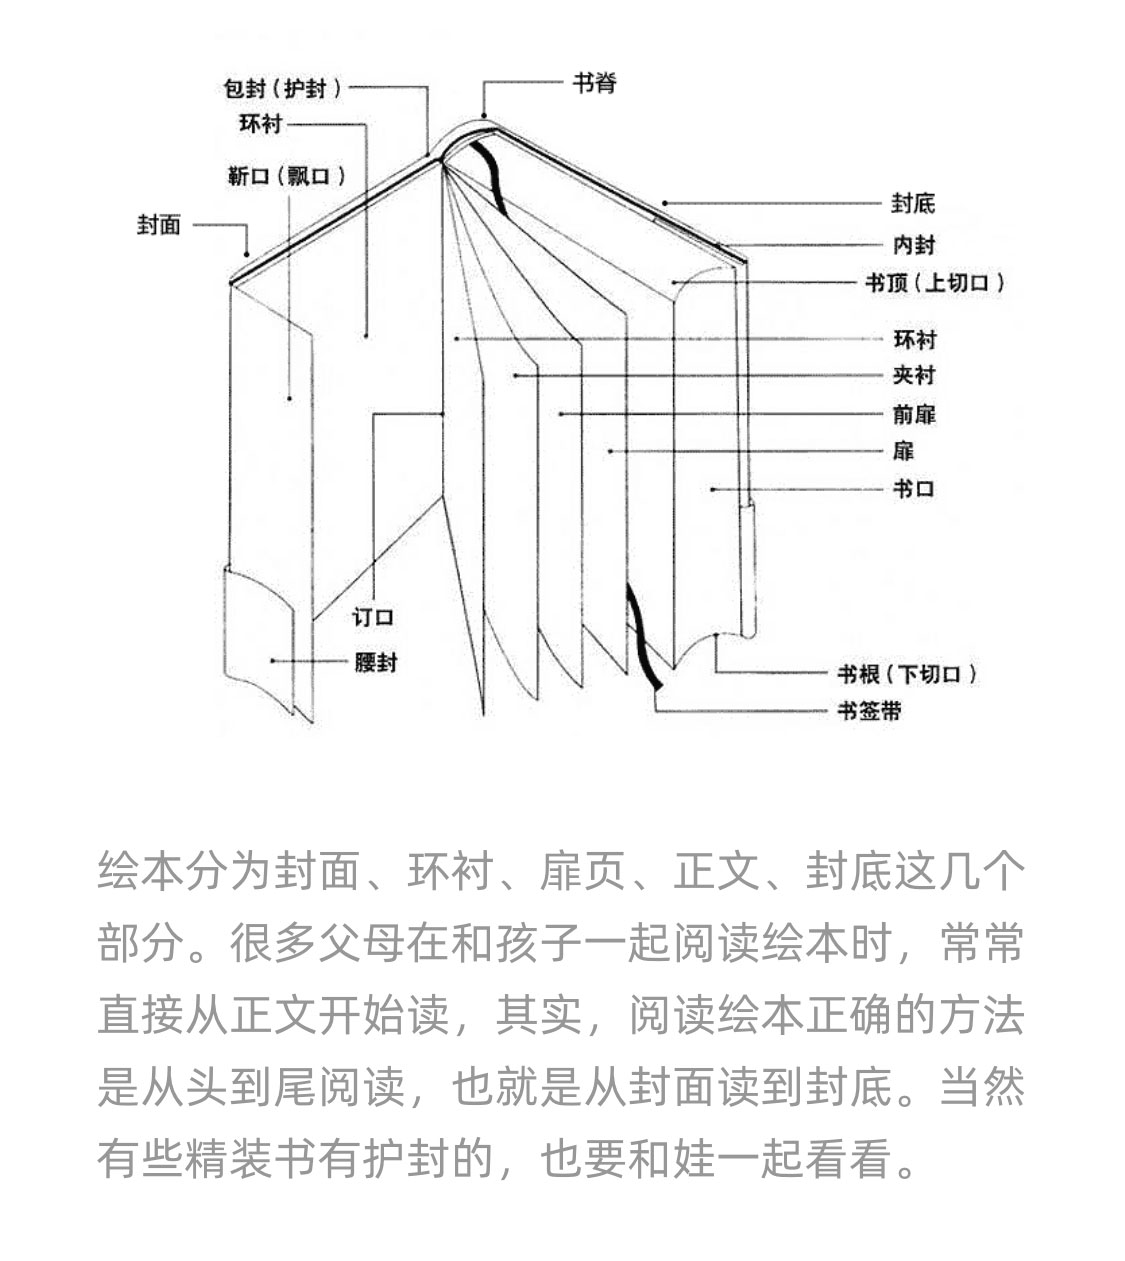 包封(护封)
书脊
环衬
靳口(飘口)
封面
封底
内封
书顶(上切口)
环衬
夹衬
前扉
扉
书口
订口
腰封
书根(下切口)
书签带
绘本分为封面、环衬、扉页、正文、封底这几个
部分。很多父母在和孩子一起阅读绘本时，常常
直接从正文开始读，其实，阅读绘本正确的方法
是从头到尾阅读，也就是从封面读到封底。当然
有些精装书有护封的，也要和娃一起看看。